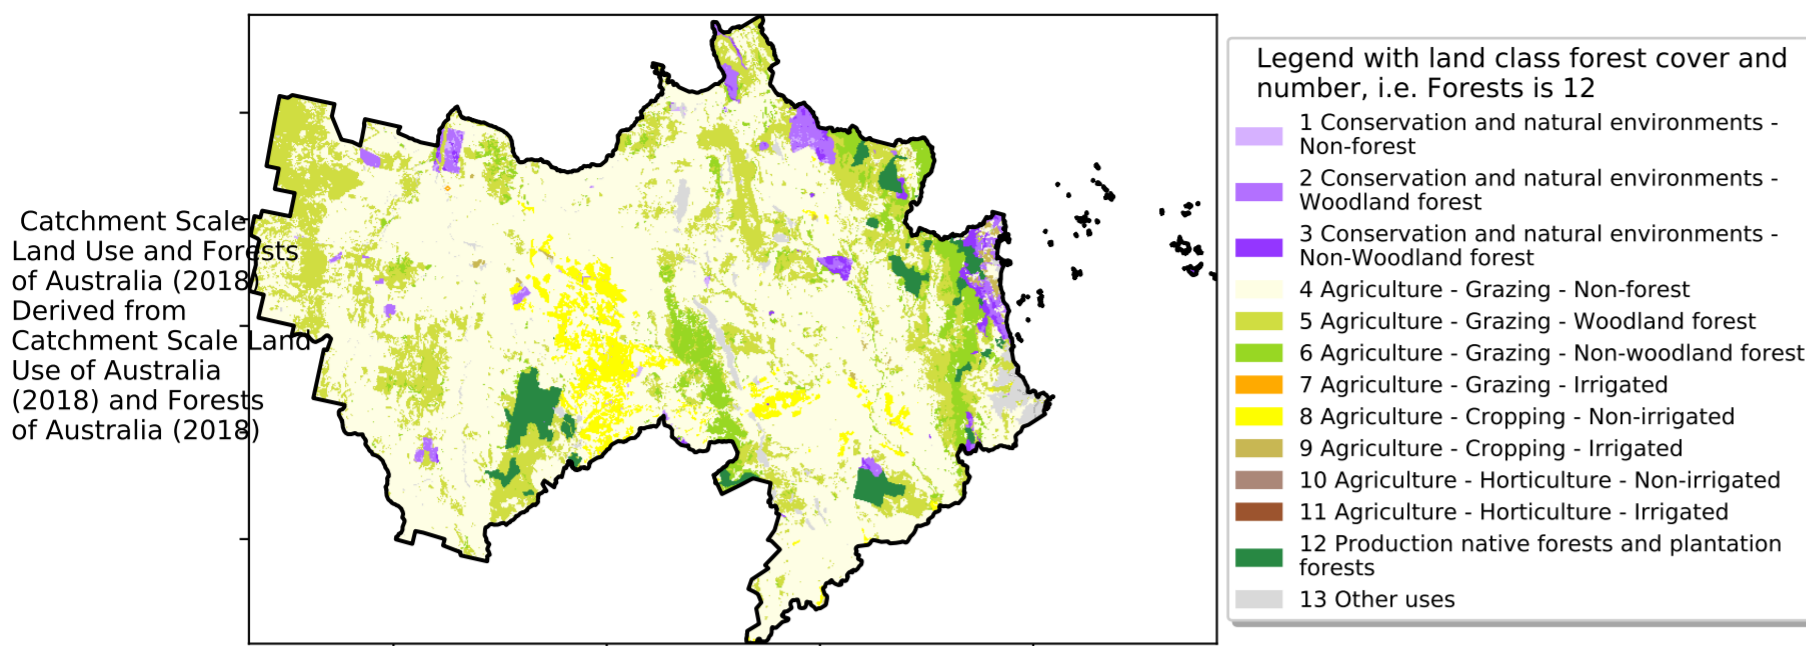 Catchment Scale
Land Use and Forests
of Australia (2018)
Derived from
Catchment Scale Land
Use of Australia
(2018) and Forests
of Australia (2018)
Legend with land class forest cover and
number, i.e. Forests is 12
1 Conservation and natural environments -
Non-forest
2 Conservation and natural environments -
Woodland forest
3 Conservation and natural environments -
Non-Woodland forest
4 Agriculture - Grazing - Non-forest
5 Agriculture - Grazing - Woodland forest
6 Agriculture - Grazing - Non-woodland forest
7 Agriculture - Grazing - Irrigated
8 Agriculture - Cropping - Non-irrigated
9 Agriculture - Cropping - Irrigated
10 Agriculture - Horticulture - Non-irrigated
11 Agriculture - Horticulture - Irrigated
12 Production native forests and plantation
forests
13 Other uses